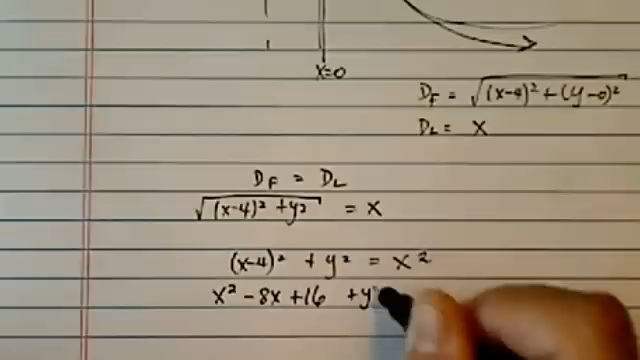 x=0
D_F = √((x-4)² + (y-0)²)
D_L = x
D_F = D_L
√((x-4)² + y²) = x
(x-4)² + y² = x²
x² - 8x + 16 + y